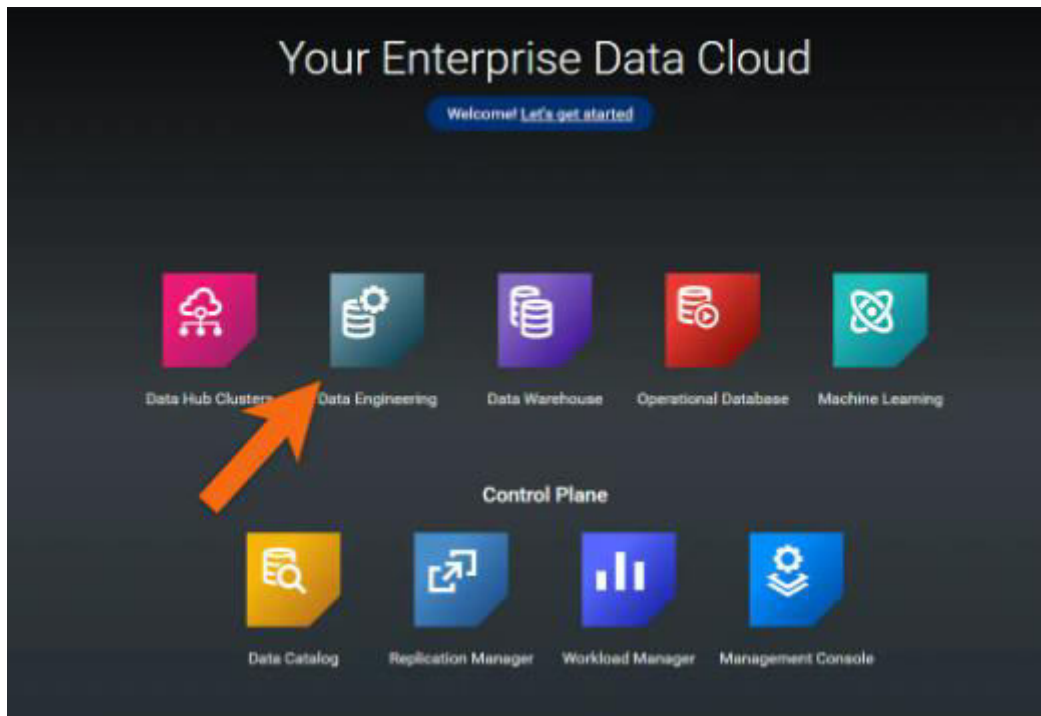 Your Enterprise Data Cloud
Welcome! Let's get started
Data Hub Clusters
Data Engineering
Data Warehouse
Operational Database
Machine Learning
Control Plane
Data Catalog
Replication Manager
Workload Manager
Management Console